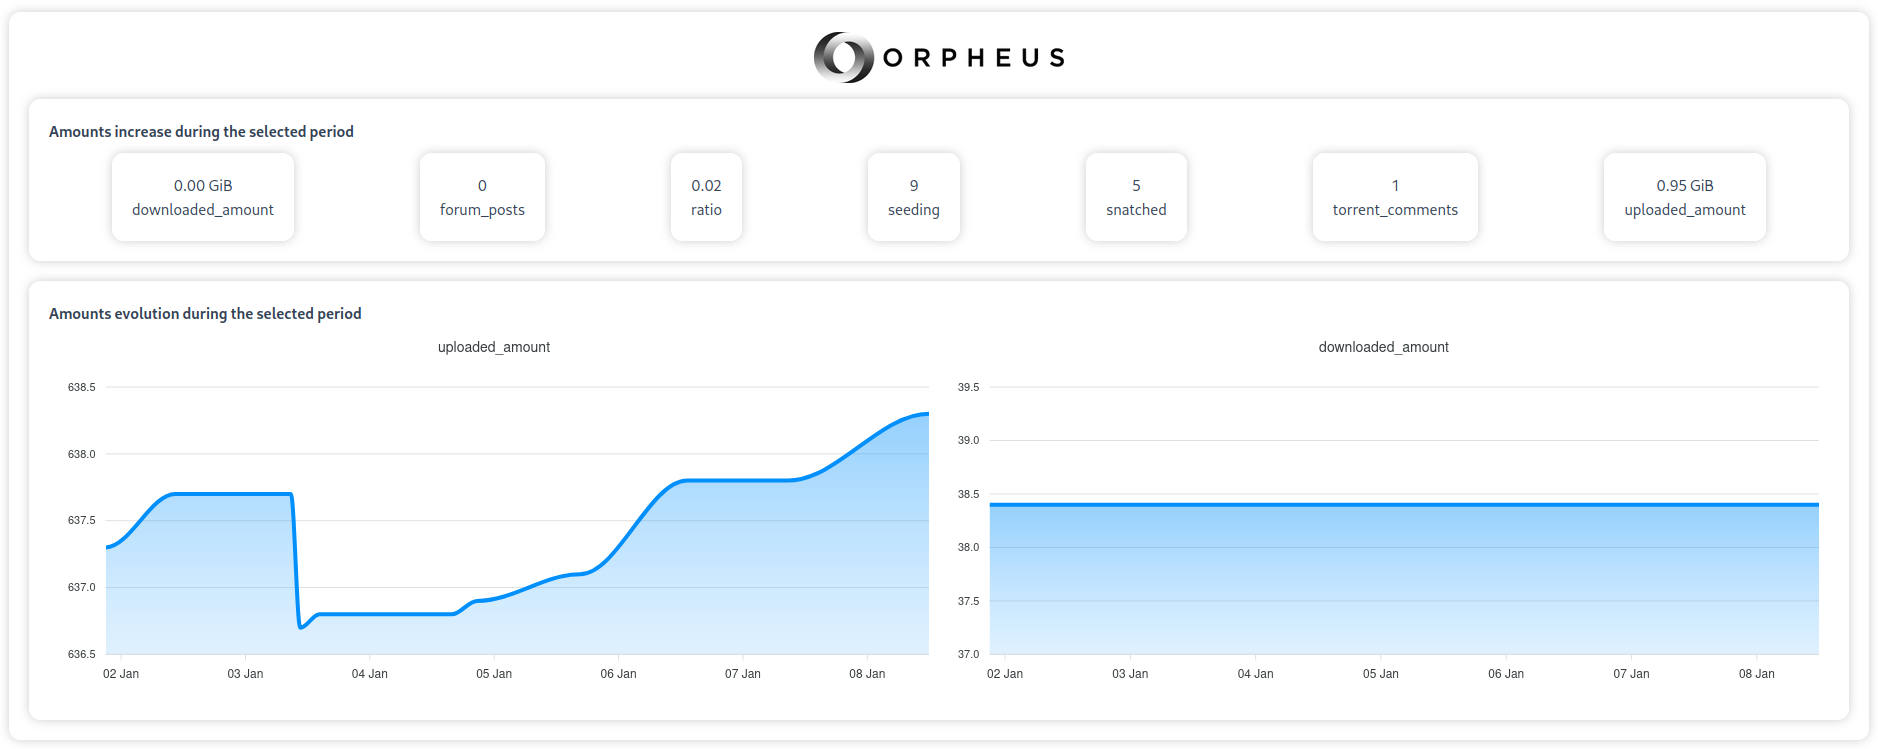 ORPHEUS
Amounts increase during the selected period
0.00 GiB
downloaded_amount
0
forum_posts
0.02
ratio
9
seeding
5
snatched
1
torrent_comments
0.95 GiB
uploaded_amount
Amounts evolution during the selected period
uploaded_amount
638.5
638.0
637.5
637.0
636.5
02 Jan
03 Jan
04 Jan
05 Jan
06 Jan
07 Jan
08 Jan
downloaded_amount
39.5
39.0
38.5
38.0
37.5
37.0
02 Jan
03 Jan
04 Jan
05 Jan
06 Jan
07 Jan
08 Jan